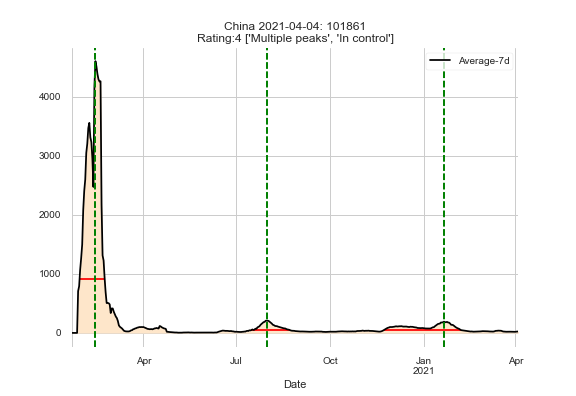 China 2021-04-04: 101861
Rating:4 ['Multiple peaks', 'In control']
Average-7d
4000
3000
2000
1000
0
Apr
Jul
Oct
Jan
2021
Apr
Date